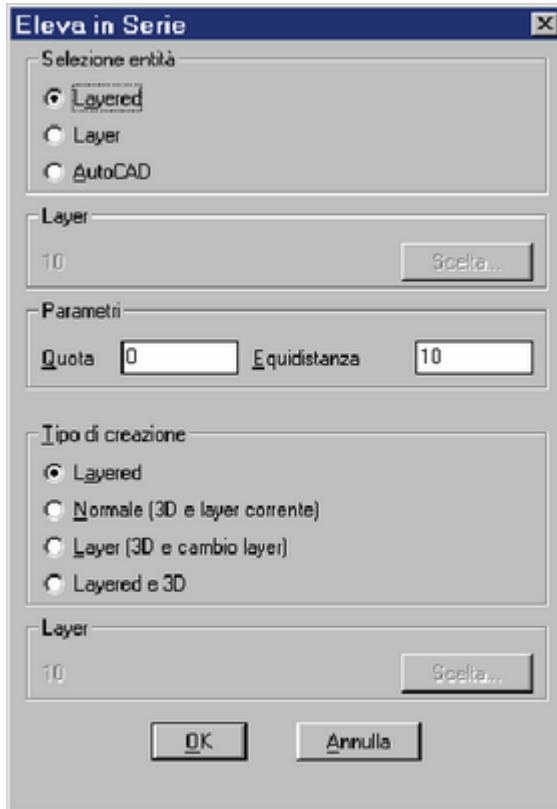 Eleva in Serie
Selezione entità
Layered
Layer
AutoCAD
Layer
10 Scelta...
Parametri
Quota 0 Equidistanza 10
Tipo di creazione
Layered
Normale (3D e layer corrente)
Layer (3D e cambio layer)
Layered e 3D
Layer
10 Scelta...
OK Annulla